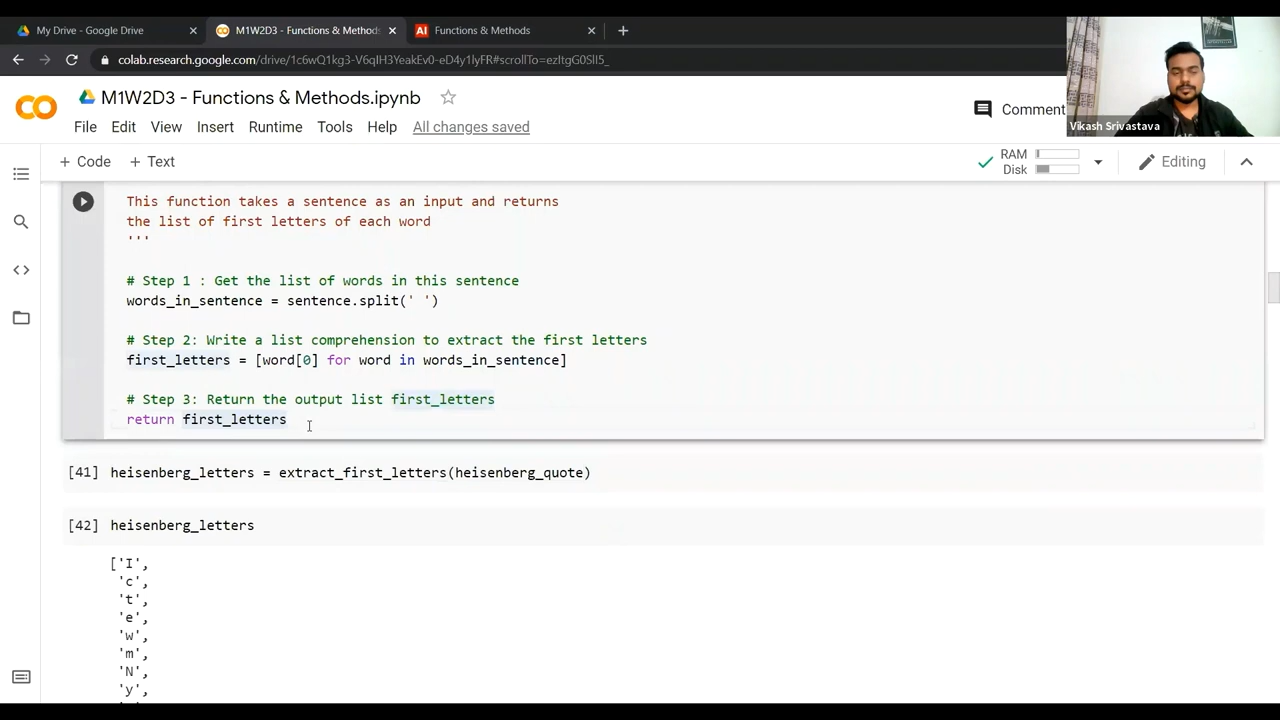 My Drive - Google Drive
M1W2D3 - Functions & Methods
AI Functions & Methods
colab.research.google.com/drive/1c6wQ1kg3-V6qIH3YeakEv0-eD4y1lyFR#scrollTo=ezItgG0SlI5_
CO
M1W2D3 - Functions & Methods.ipynb
Comment
Vikash Srivastava
File Edit View Insert Runtime Tools Help All changes saved
+ Code + Text
RAM
Disk
Editing
This function takes a sentence as an input and returns
the list of first letters of each word
'''
# Step 1 : Get the list of words in this sentence
words_in_sentence = sentence.split(' ')
# Step 2: Write a list comprehension to extract the first letters
first_letters = [word[0] for word in words_in_sentence]
# Step 3: Return the output list first_letters
return first_letters
[41] heisenberg_letters = extract_first_letters(heisenberg_quote)
[42] heisenberg_letters
['I',
'c',
't',
'e',
'w',
'm',
'N',
'y',